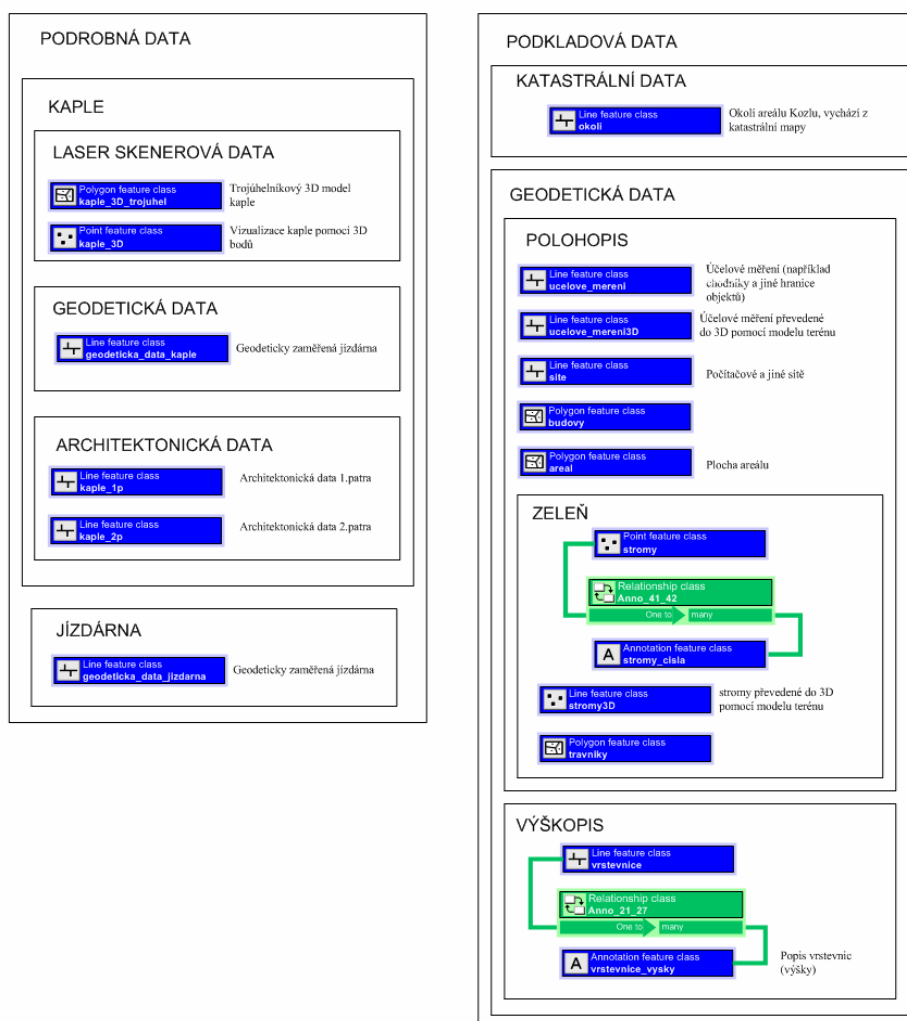 PODROBNÁ DATA
KAPLE
LASER SKENEROVÁ DATA
Polygon feature class
kaple_3D_trojuhel
Trojúhelníkový 3D model
kaple
Point feature class
kaple_3D
Vizualizace kaple pomocí 3D
bodů
GEODETICKÁ DATA
Line feature class
geodeticka_data_kaple
Geodeticky zaměřená jízdárna
ARCHITEKTONICKÁ DATA
Line feature class
kaple_1p
Architektonická data 1.patra
Line feature class
kaple_2p
Architektonická data 2.patra
JÍZDÁRNA
Line feature class
geodeticka_data_jizdarna
Geodeticky zaměřená jízdárna
PODKLADOVÁ DATA
KATASTRÁLNÍ DATA
Line feature class
okoli
Okolí areálu Kozlu, vychází z
katastrální mapy
GEODETICKÁ DATA
POLOHOPIS
Line feature class
ucelove_mereni
Účelové měření (například
chodníky a jiné hranice
objektů)
Line feature class
ucelove_mereni3D
Účelové měření převedené
do 3D pomocí modelu terénu
Line feature class
site
Počítačové a jiné sítě
Polygon feature class
budovy
Polygon feature class
areal
Plocha areálu
ZELEŇ
Point feature class
stromy
Relationship class
Anno_41_42
One to many
Annotation feature class
stromy_cisla
Line feature class
stromy3D
stromy převedené do 3D
pomocí modelu terénu
Polygon feature class
travniky
VÝŠKOPIS
Line feature class
vrstevnice
Relationship class
Anno_21_27
One to many
Annotation feature class
vrstevnice_vysky
Popis vrstevnic
(výšky)